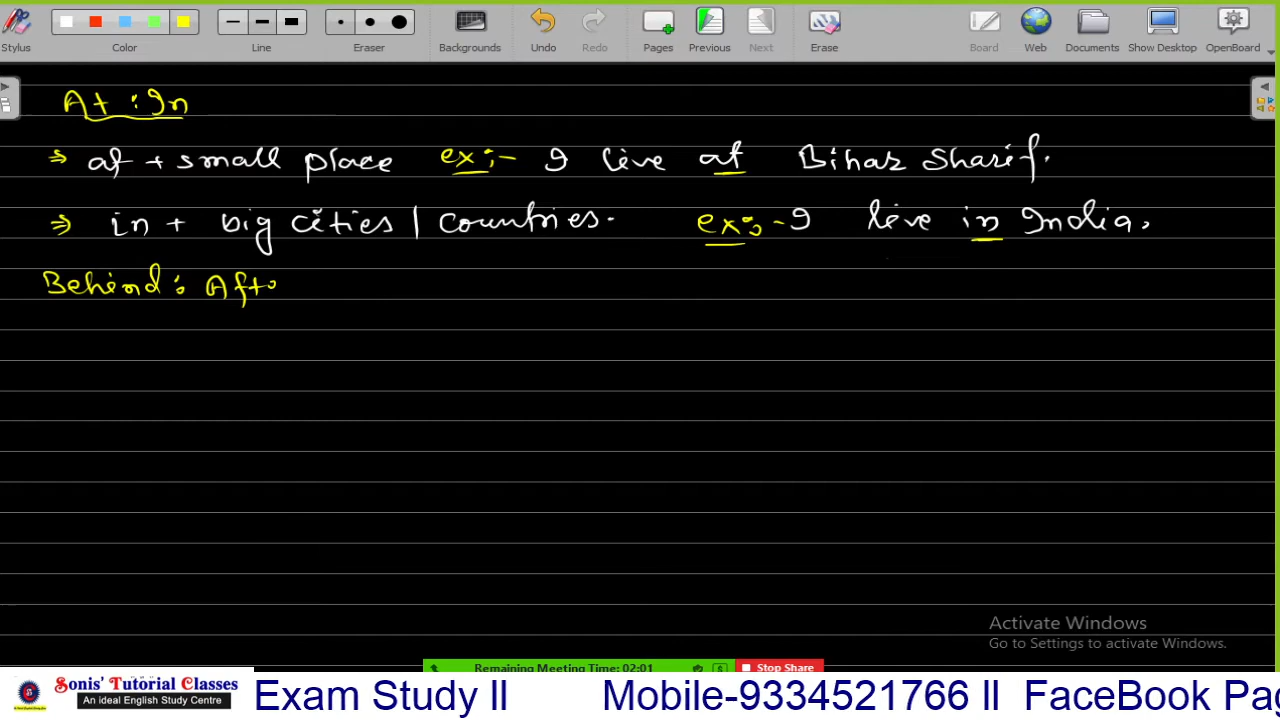 Stylus Color Line Eraser Backgrounds Undo Redo Pages Previous Next Erase Board Web Documents Show Desktop OpenBoard
At : In
⇒ at + small place ex:- I live at Bihar Sharif.
⇒ in + big cities | Countries. ex:- I live in India.
Behind : Afte
Activate Windows
Go to Settings to activate Windows.
Remaining Meeting Time: 02:01 Stop Share
Sonis' Tutorial Classes
An ideal English Study Centre
Exam Study II Mobile-9334521766 II FaceBook Pag